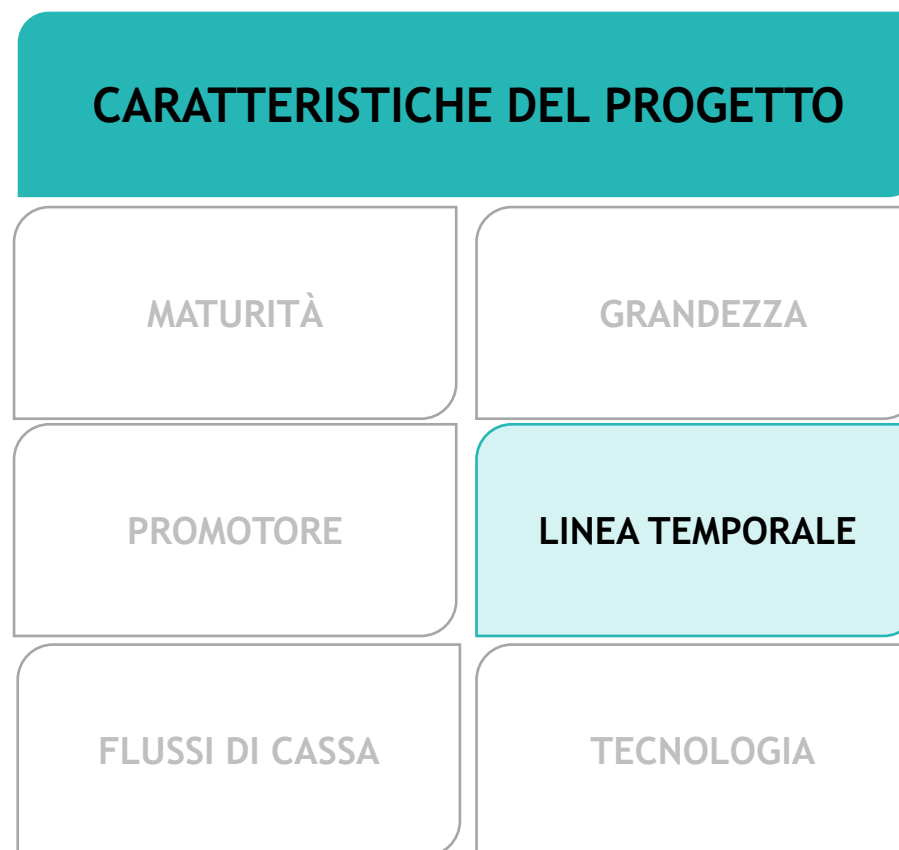 CARATTERISTICHE DEL PROGETTO
MATURITÀ
GRANDEZZA
PROMOTORE
LINEA TEMPORALE
FLUSSI DI CASSA
TECNOLOGIA